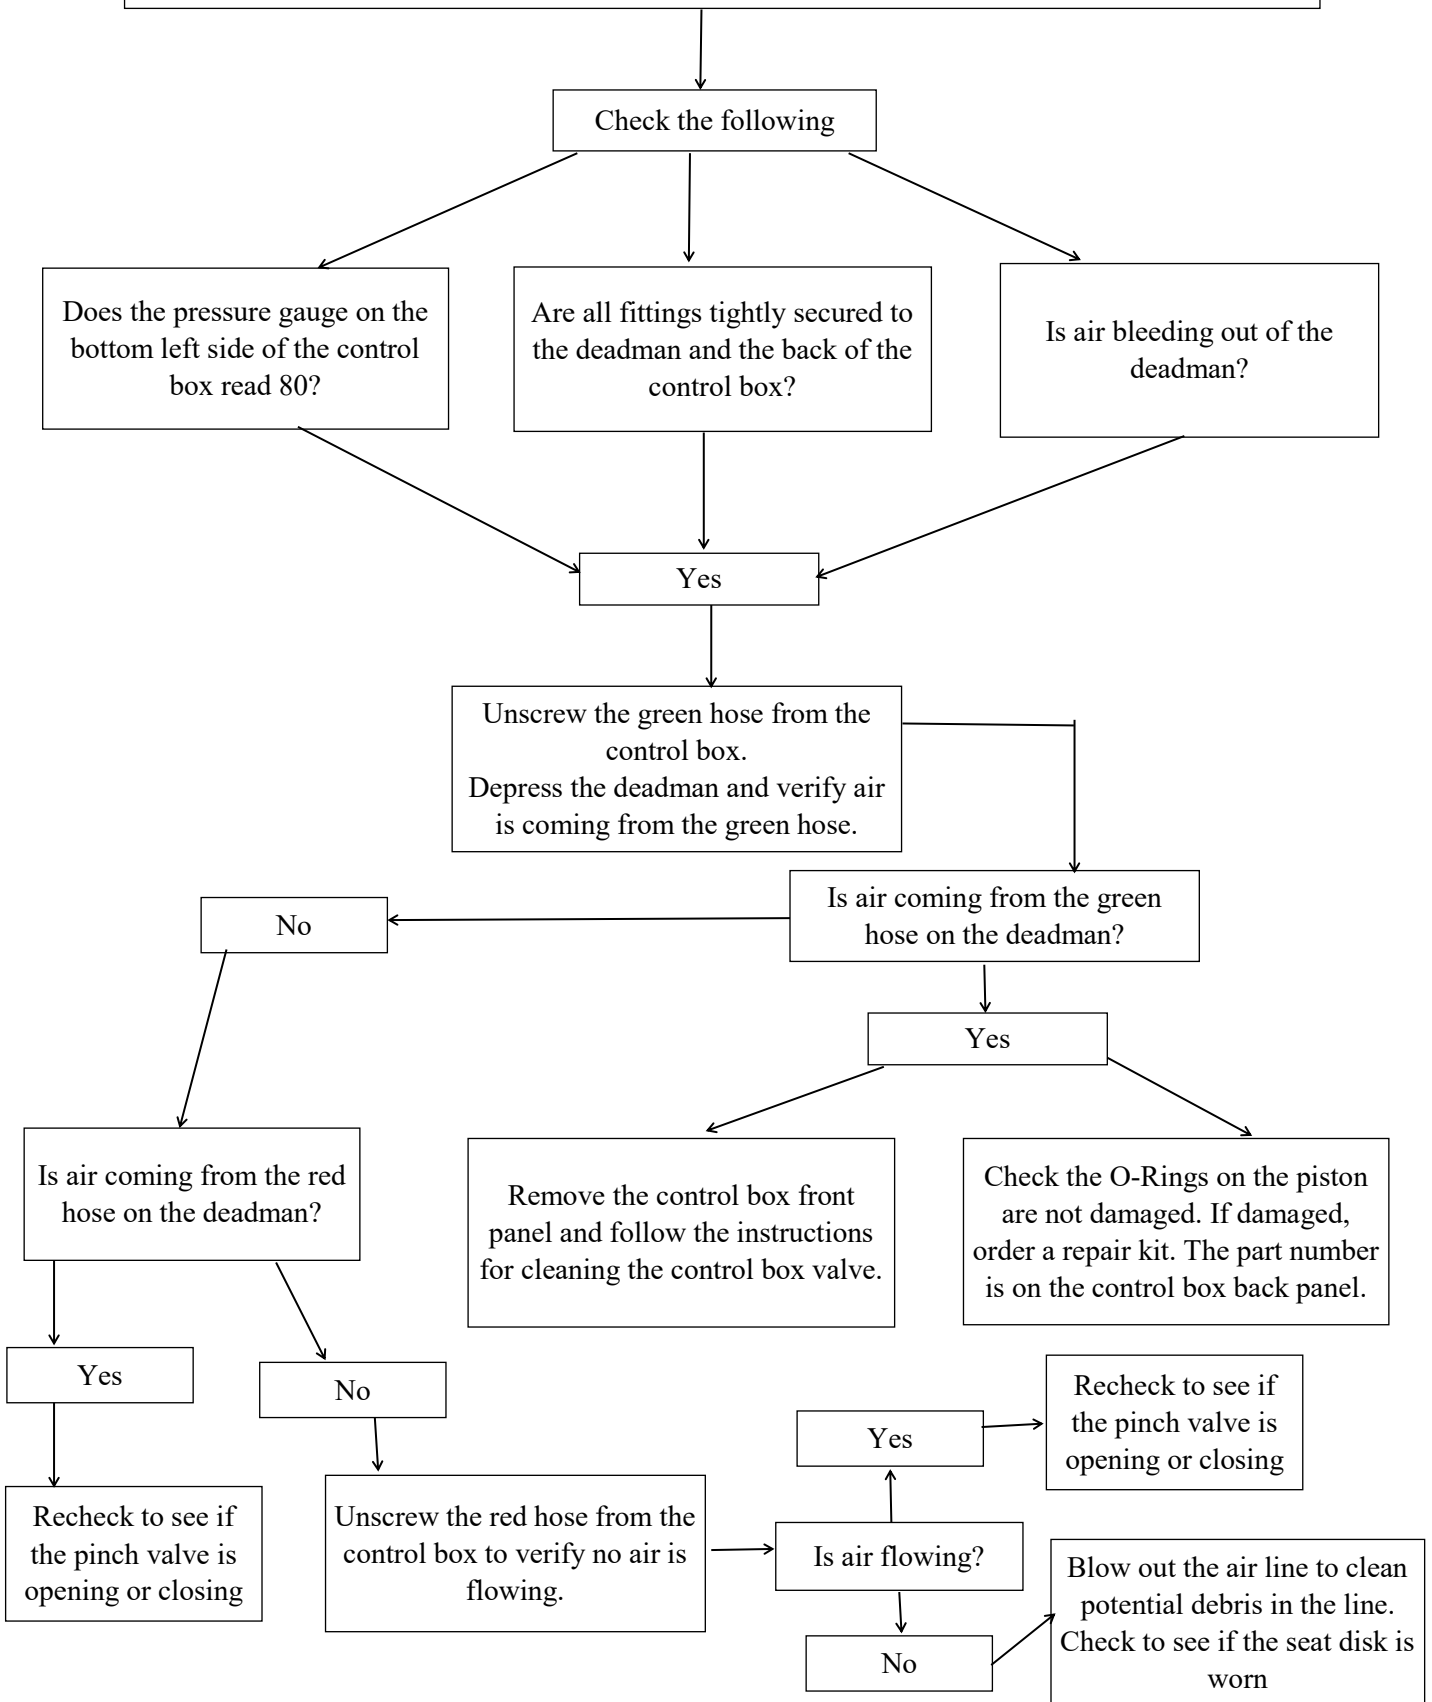 Check the following
Does the pressure gauge on the
bottom left side of the control
box read 80?
Are all fittings tightly secured to
the deadman and the back of the
control box?
Is air bleeding out of the
deadman?
Yes
Unscrew the green hose from the
control box.
Depress the deadman and verify air
is coming from the green hose.
Is air coming from the green
hose on the deadman?
No
Yes
Is air coming from the red
hose on the deadman?
Remove the control box front
panel and follow the instructions
for cleaning the control box valve.
Check the O-Rings on the piston
are not damaged. If damaged,
order a repair kit. The part number
is on the control box back panel.
Yes
No
Recheck to see if
the pinch valve is
opening or closing
Unscrew the red hose from the
control box to verify no air is
flowing.
Is air flowing?
Yes
Recheck to see if
the pinch valve is
opening or closing
No
Blow out the air line to clean
potential debris in the line.
Check to see if the seat disk is
worn